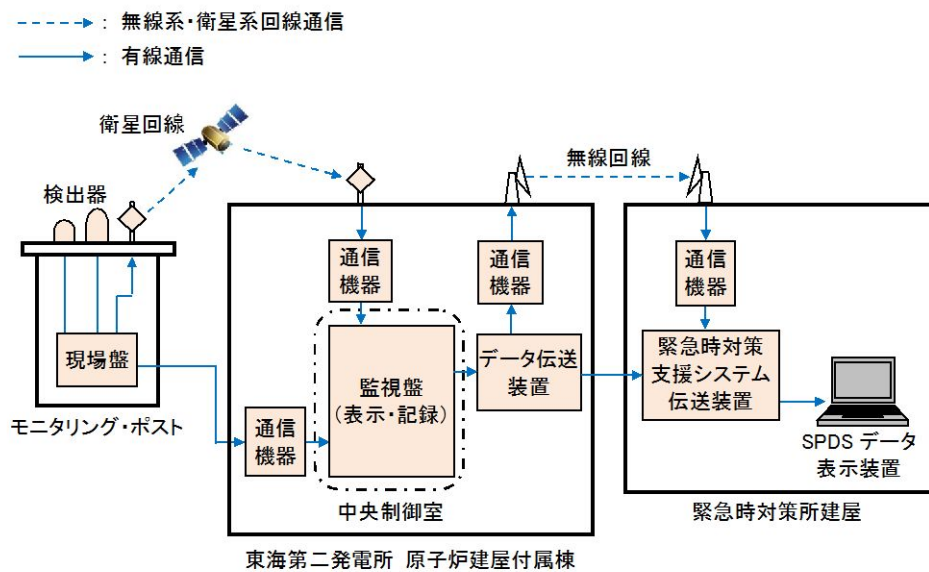 ： 無線系・衛星系回線通信
： 有線通信
衛星回線
無線回線
検出器
現場盤
モニタリング・ポスト
通信
機器
通信
機器
監視盤
（表示・記録）
中央制御室
通信
機器
データ伝送
装置
東海第二発電所 原子炉建屋付属棟
通信
機器
緊急時対策
支援システム
伝送装置
SPDS データ
表示装置
緊急時対策所建屋